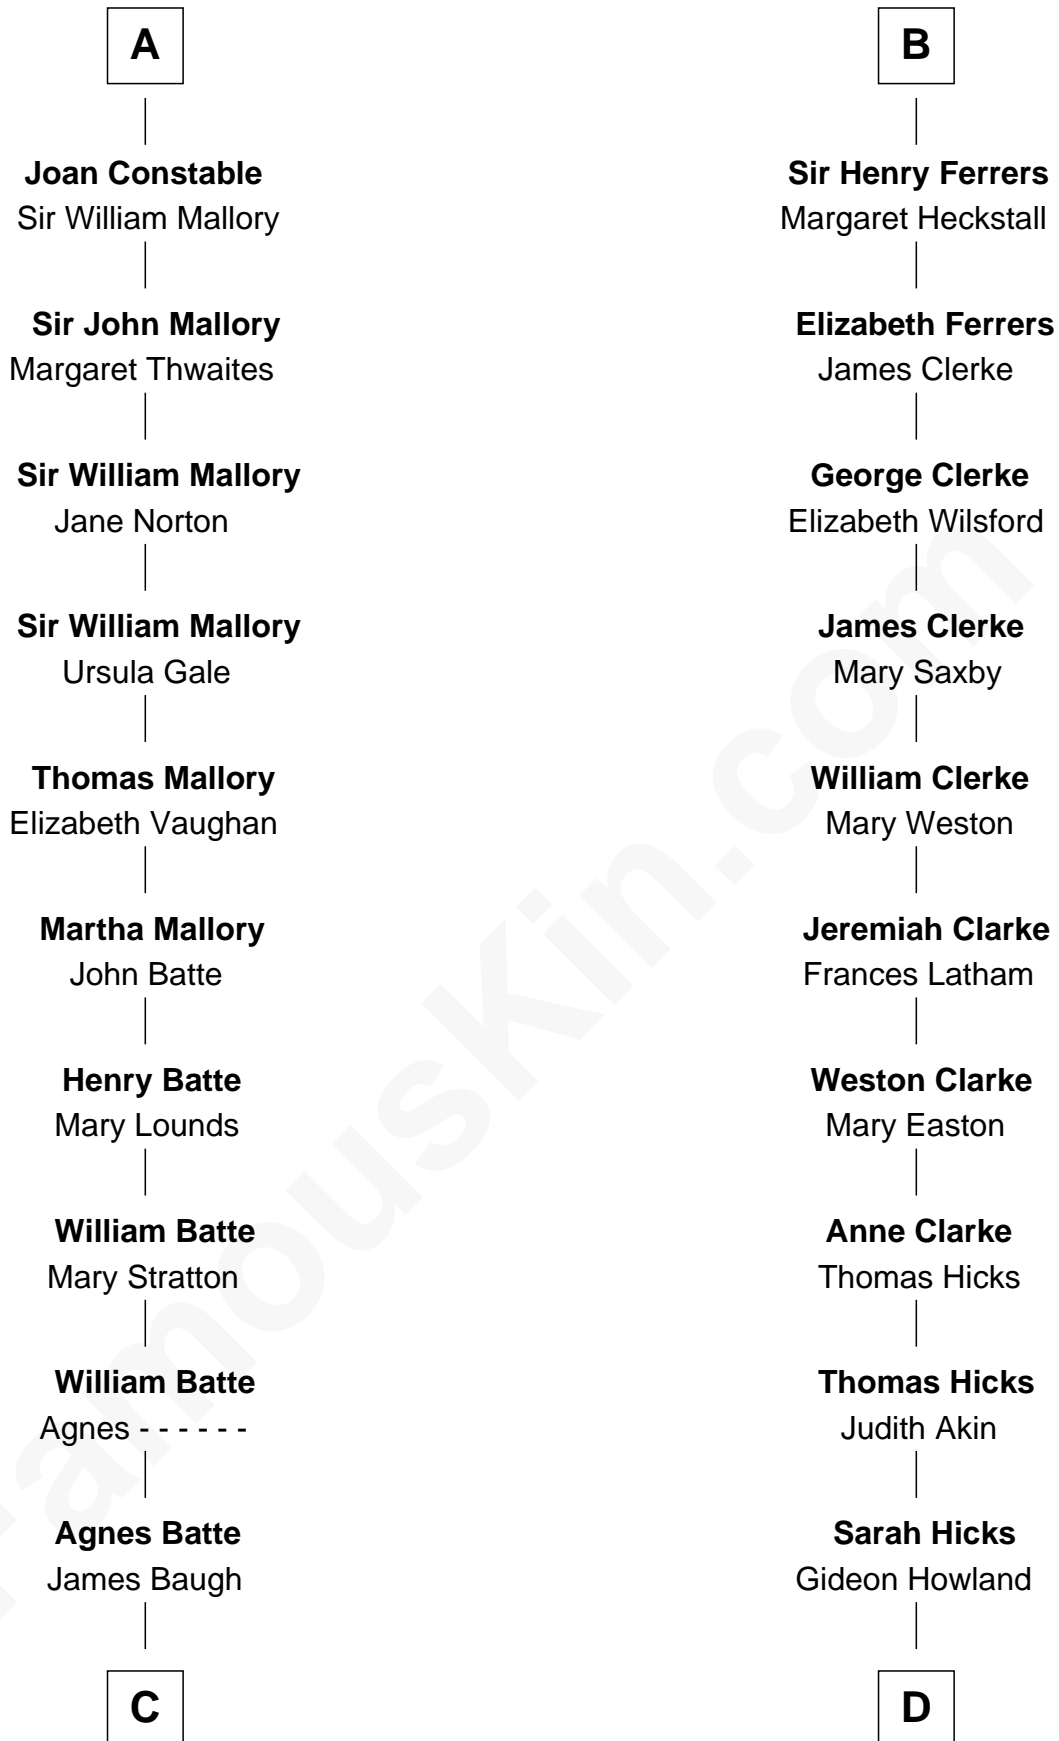 A
Joan Constable
Sir William Mallory
Sir John Mallory
Margaret Thwaites
Sir William Mallory
Jane Norton
Sir William Mallory
Ursula Gale
Thomas Mallory
Elizabeth Vaughan
Martha Mallory
John Batte
Henry Batte
Mary Lounds
William Batte
Mary Stratton
William Batte
Agnes - - - - - -
Agnes Batte
James Baugh
C
B
Sir Henry Ferrers
Margaret Heckstall
Elizabeth Ferrers
James Clerke
George Clerke
Elizabeth Wilsford
James Clerke
Mary Saxby
William Clerke
Mary Weston
Jeremiah Clarke
Frances Latham
Weston Clarke
Mary Easton
Anne Clarke
Thomas Hicks
Thomas Hicks
Judith Akin
Sarah Hicks
Gideon Howland
D
FamousKin.com